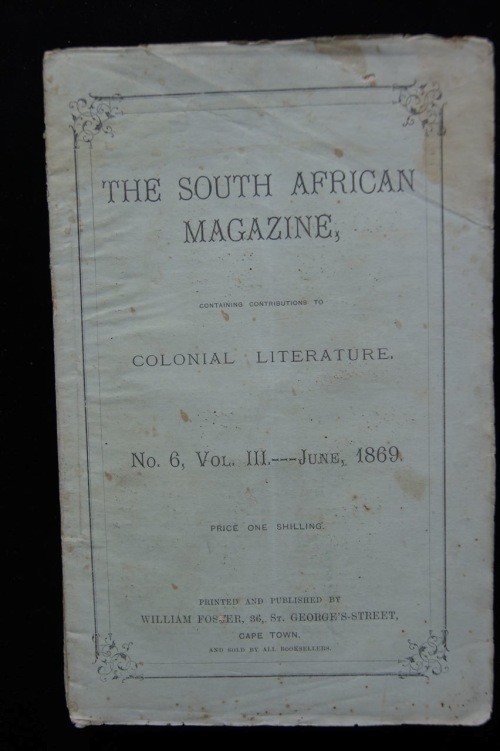 THE SOUTH AFRICAN
MAGAZINE,
CONTAINING CONTRIBUTIONS TO
COLONIAL LITERATURE.
No. 6, Vol. III.---June, 1869.
PRICE ONE SHILLING.
PRINTED AND PUBLISHED BY
WILLIAM FOSTER, 36, St. GEORGE'S-STREET,
CAPE TOWN,
AND SOLD BY ALL BOOKSELLERS.